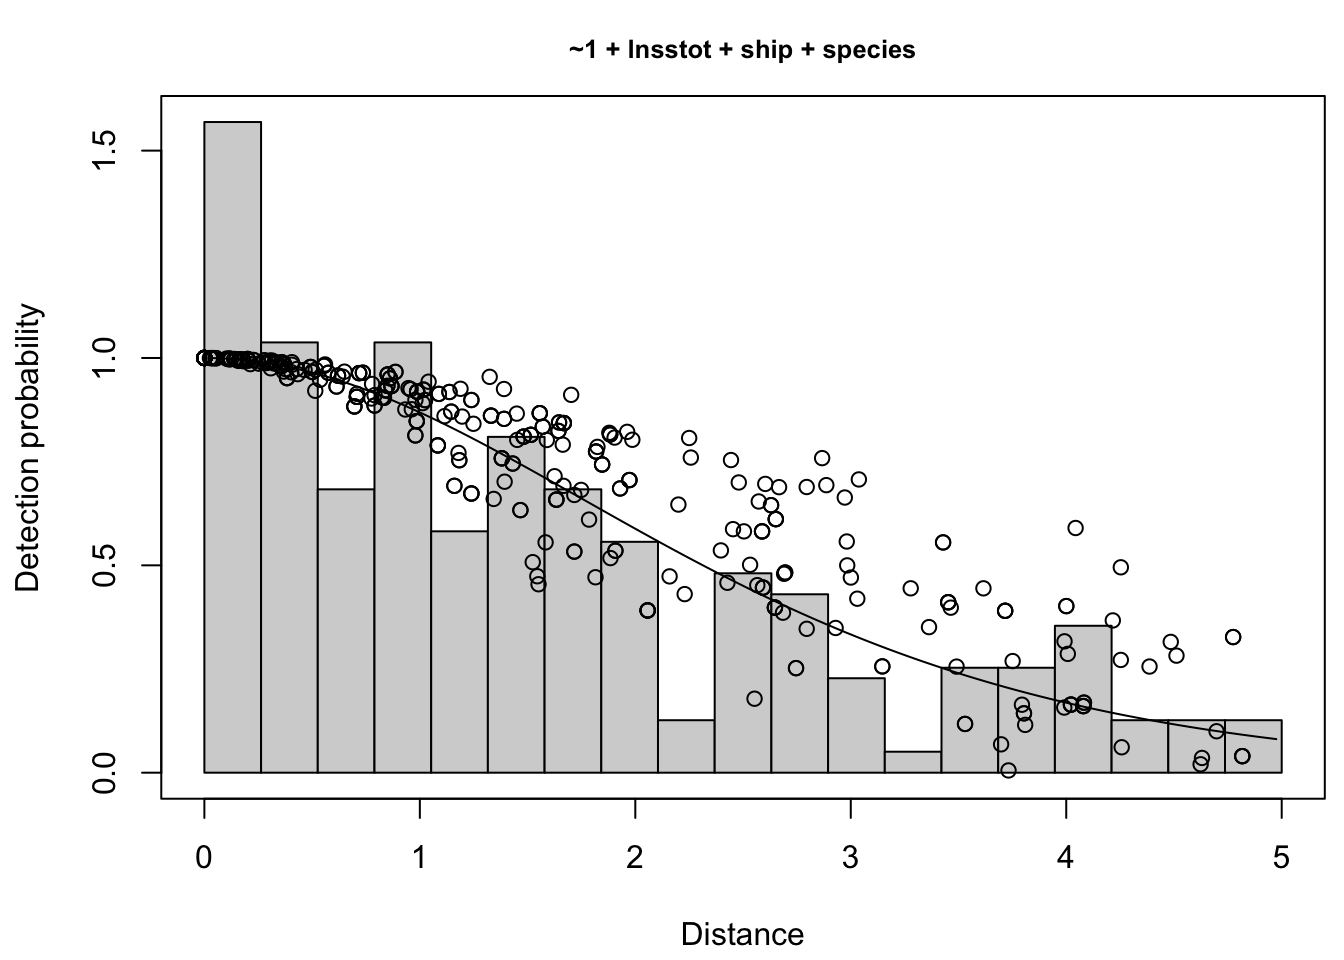 ~1 + lnsstot + ship + species
Detection probability
1.5
1.0
0.5
0.0
0 1 2 3 4 5
Distance